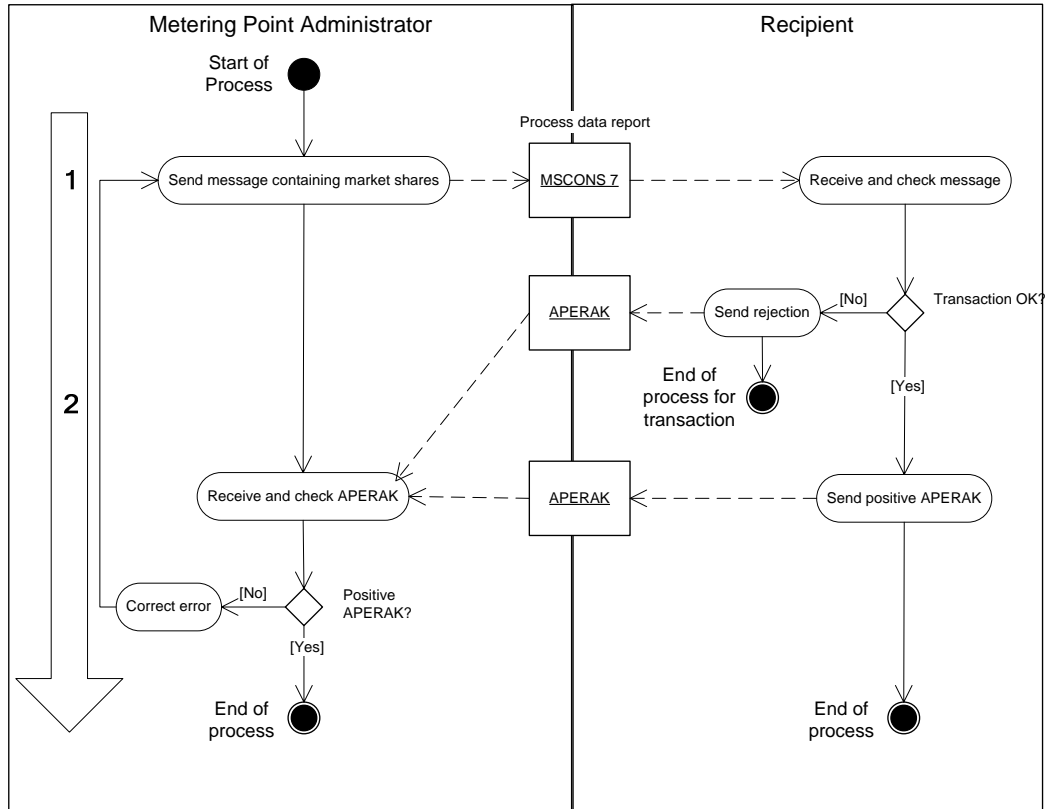 Metering Point Administrator
Recipient
Start of
Process
Process data report
1
Send message containing market shares
MSCONS 7
Receive and check message
APERAK
Send rejection
[No]
Transaction OK?
End of
process for
transaction
[Yes]
2
Receive and check APERAK
APERAK
Send positive APERAK
Correct error
[No]
Positive
APERAK?
[Yes]
End of
process
End of
process